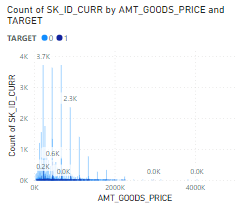 Count of SK_ID_CURR by AMT_GOODS_PRICE and
TARGET
TARGET 0 1
4K
3.7K
3K
2.3K
2K
1K
0.6K
0.2K
0.0K
0.0K
0.0K
0K
0K
2000K
4000K
Count of SK_ID_CURR
AMT_GOODS_PRICE